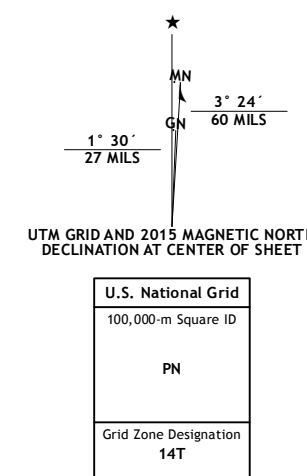 ★
MN
3° 24´
60 MILS
GN
1° 30´
27 MILS
UTM GRID AND 2015 MAGNETIC NORT
DECLINATION AT CENTER OF SHEET
U.S. National Grid
100,000-m Square ID
PN
Grid Zone Designation
14T